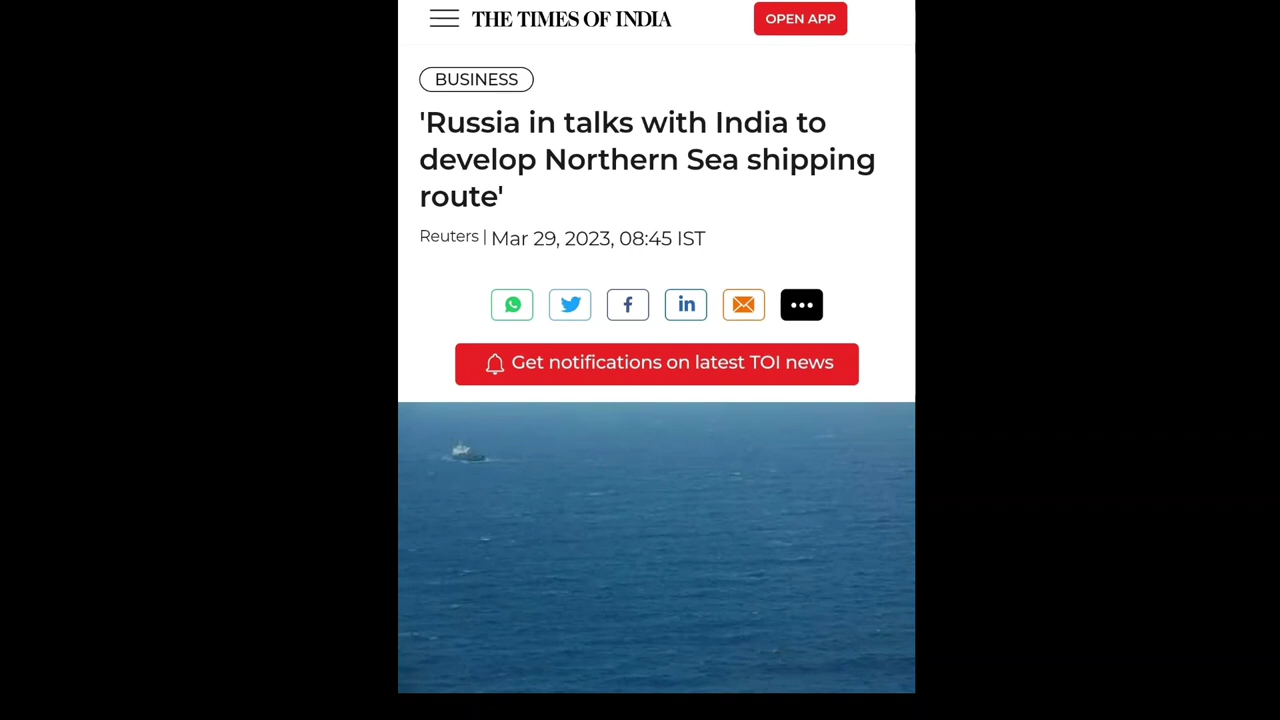 THE TIMES OF INDIA
OPEN APP
BUSINESS
'Russia in talks with India to
develop Northern Sea shipping
route'
Reuters | Mar 29, 2023, 08:45 IST
in
Get notifications on latest TOI news